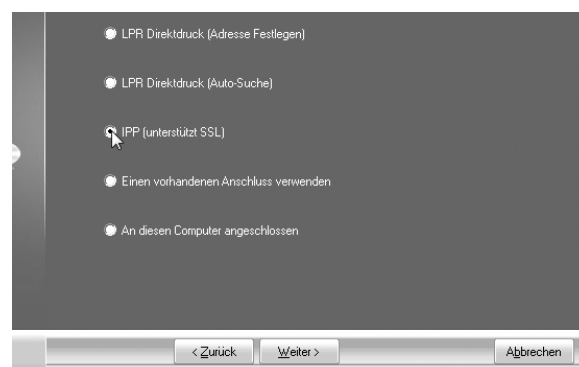 LPR Direktdruck (Adresse Festlegen)
LPR Direktdruck (Auto-Suche)
IPP (unterstützt SSL)
Einen vorhandenen Anschluss verwenden
An diesen Computer angeschlossen
< Zurück Weiter > Abbrechen